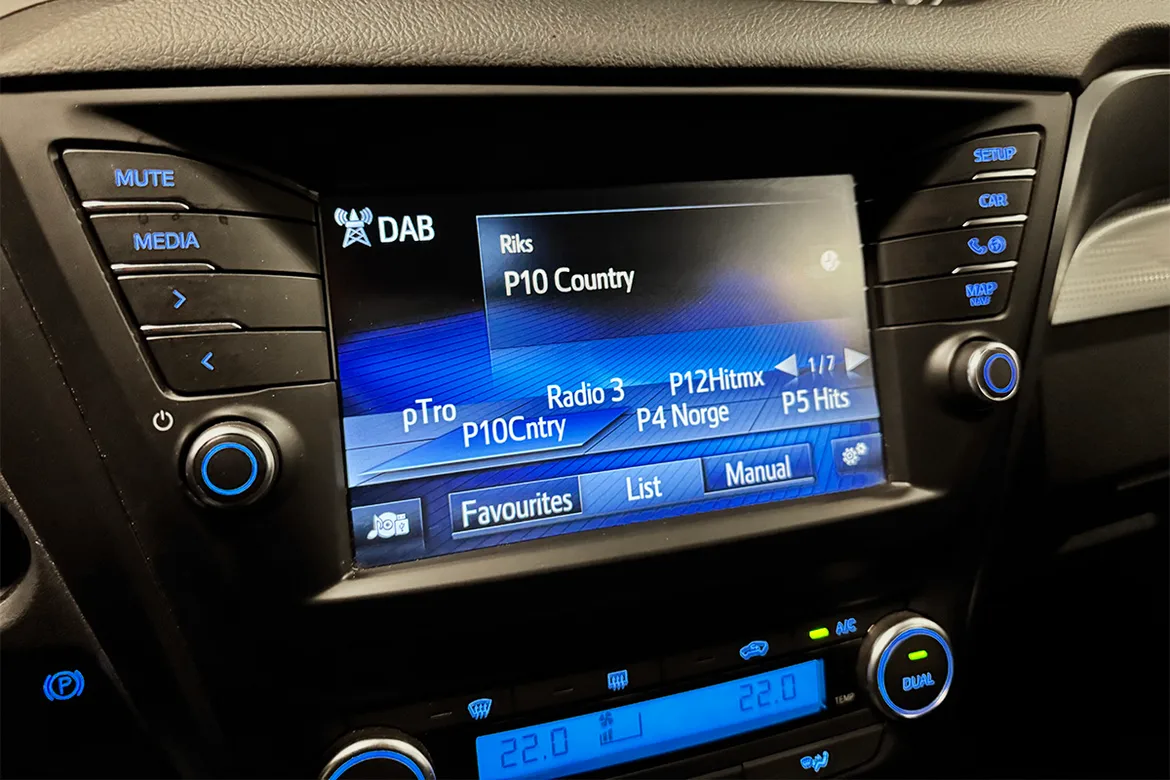 MUTE
MEDIA
SETUP
CAR
MAP
NAV
DAB
Riks
P10 Country
1/7
pTro
Radio 3
P12Hitmx
P10Cntry
P4 Norge
P5 Hits
Favourites
List
Manual
A/C
DUAL
TEMP
22.0
22.0
P